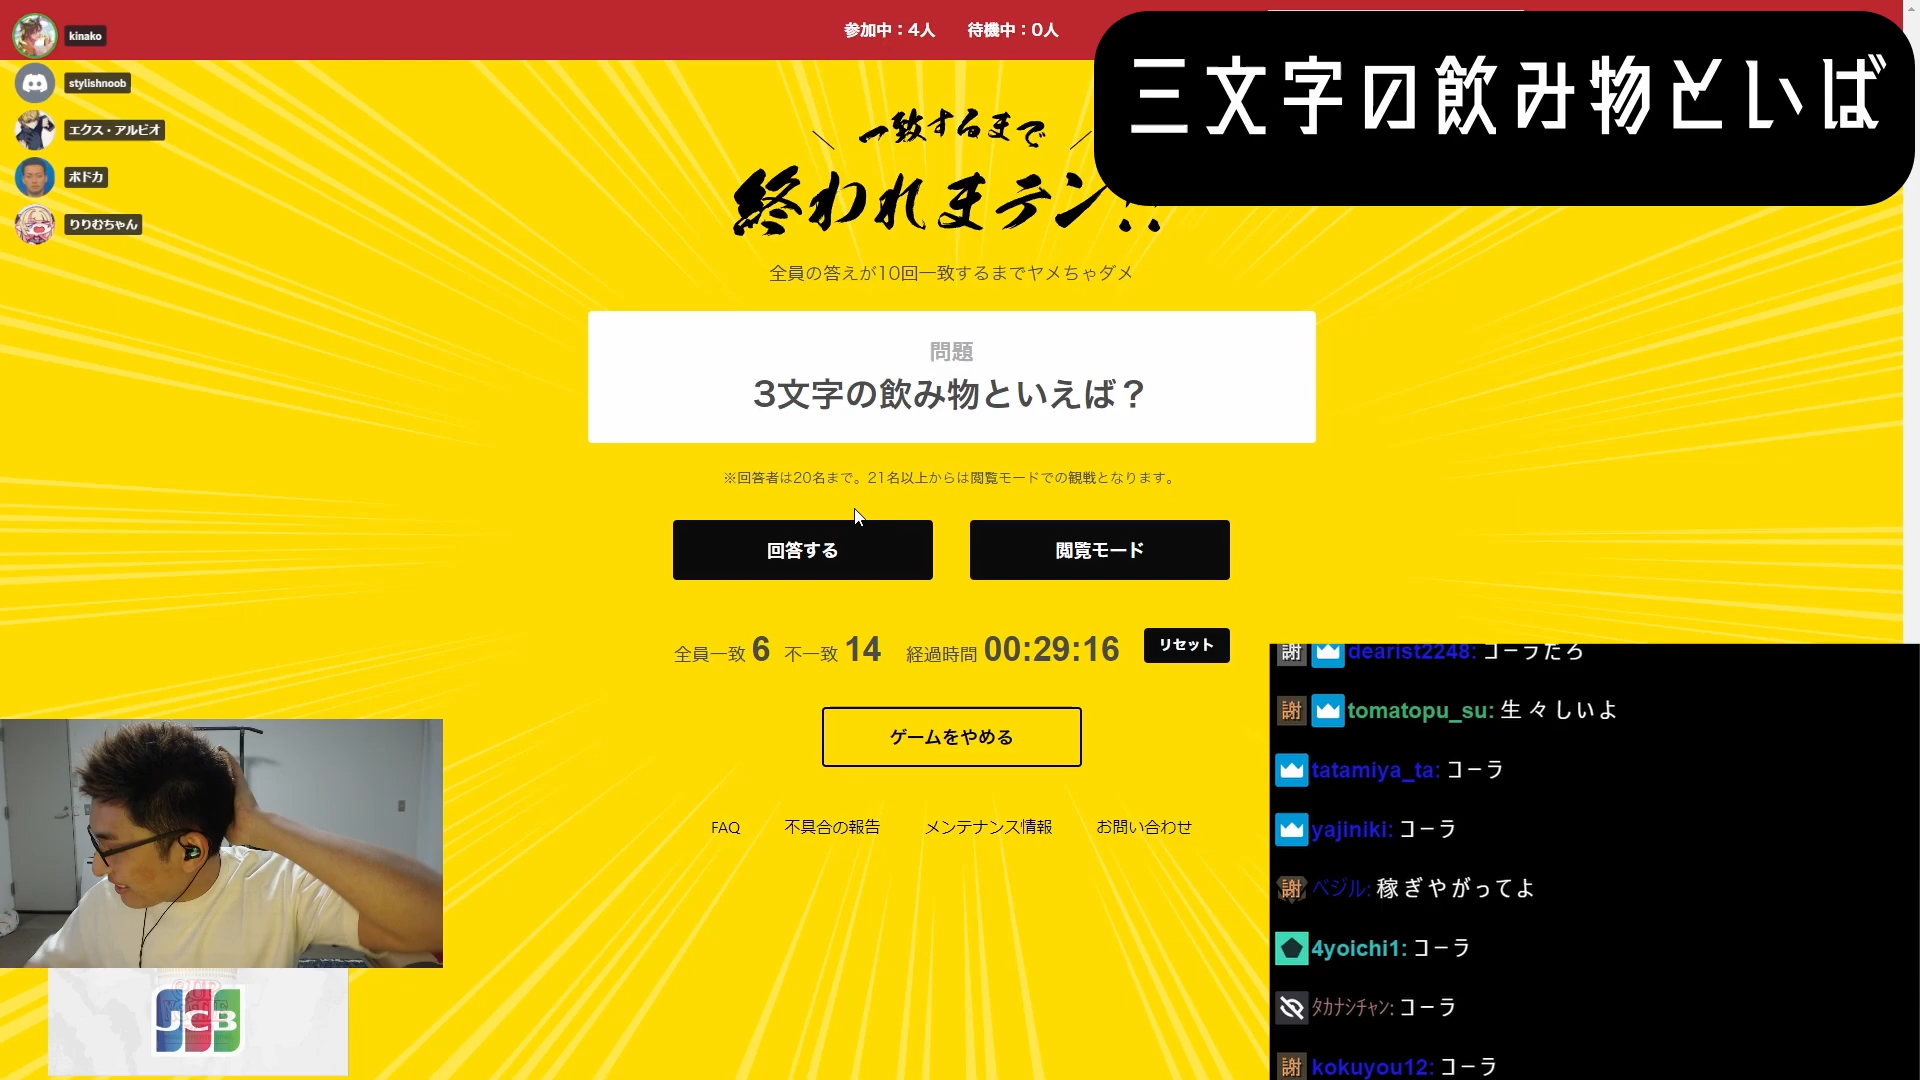 参加中：4人 待機中：0人
kinako
stylishnoob
エクス・アルビオ
ボドカ
りりむちゃん
三文字の飲み物といば
一致するまで
終われまテン!!
全員の答えが10回一致するまでヤメちゃダメ
問題
3文字の飲み物といえば？
※回答者は20名まで。21名以上からは閲覧モードでの観戦となります。
回答する
閲覧モード
全員一致 6 不一致 14 経過時間 00:29:16 リセット
ゲームをやめる
FAQ 不具合の報告 メンテナンス情報 お問い合わせ
謝 dearist2248: コーラだろ
謝 tomatopu_su: 生々しいよ
tatamiya_ta: コーラ
yajiniki: コーラ
謝 ベジル: 稼ぎやがってよ
4yoichi1: コーラ
タカナシチャン: コーラ
謝 kokuyou12: コーラ
JCB